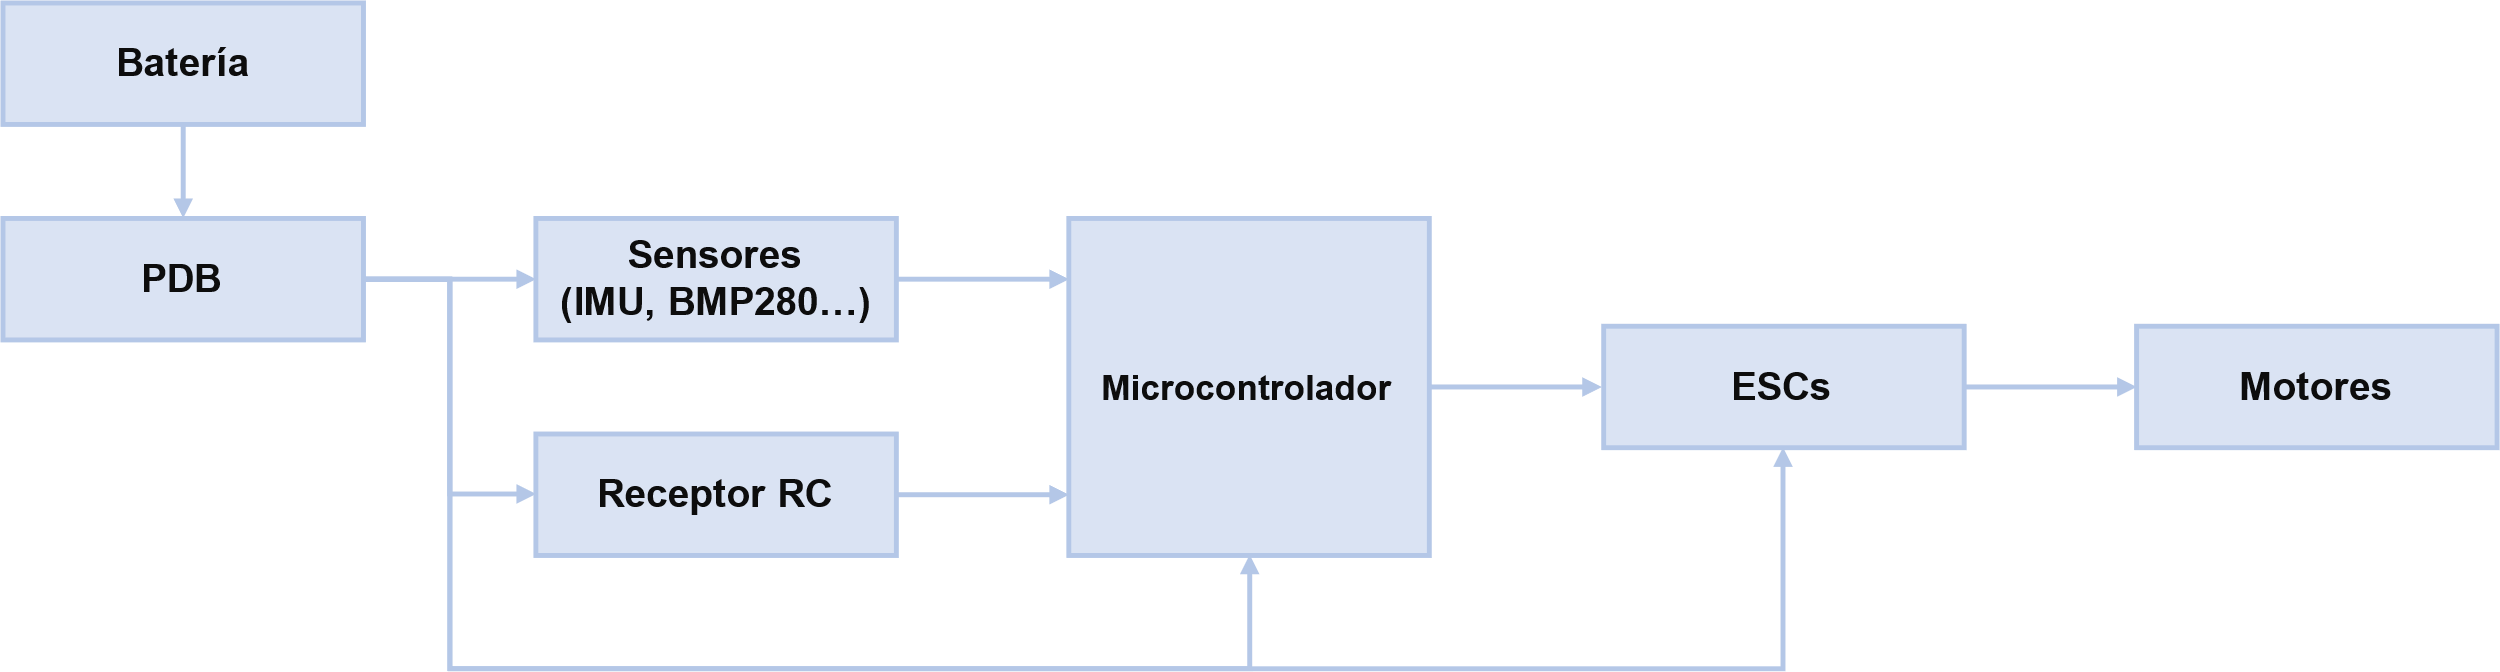 Batería
PDB
Sensores
(IMU, BMP280…)
Receptor RC
Microcontrolador
ESCs
Motores